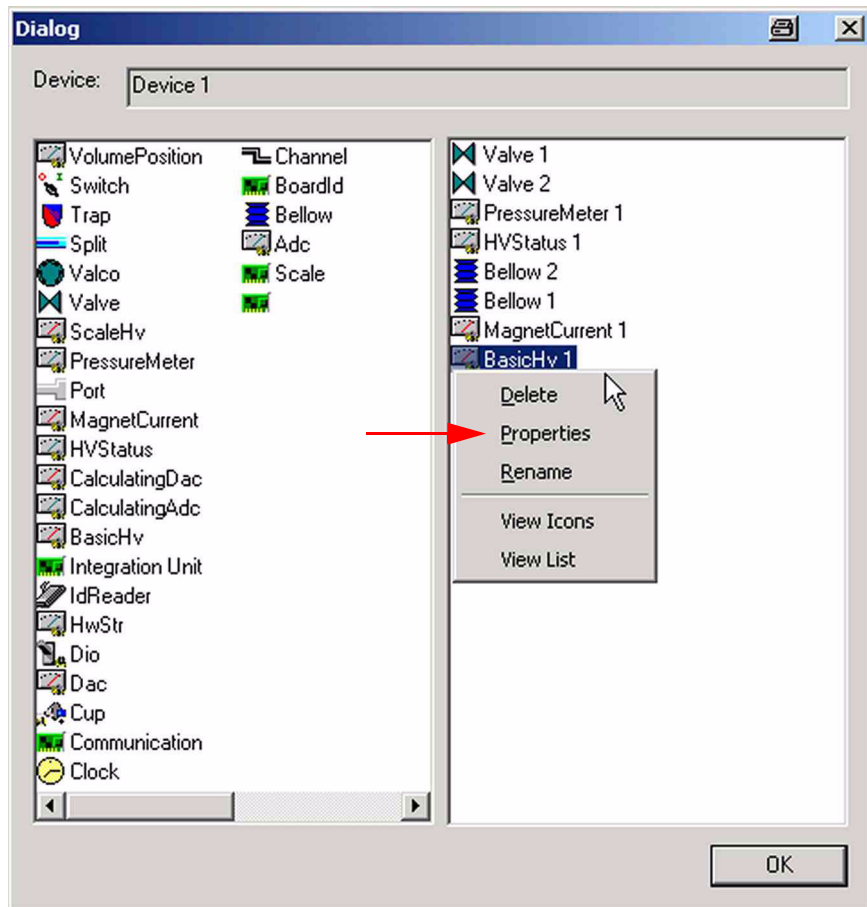 Dialog
Device:
Device 1
VolumePosition
Switch
Trap
Split
Valco
Valve
ScaleHv
PressureMeter
Port
MagnetCurrent
HVStatus
CalculatingDac
CalculatingAdc
BasicHv
Integration Unit
IdReader
HwStr
Dio
Dac
Cup
Communication
Clock
Channel
BoardId
Bellow
Adc
Scale
Valve 1
Valve 2
PressureMeter 1
HVStatus 1
Bellow 2
Bellow 1
MagnetCurrent 1
BasicHv 1
Delete
Properties
Rename
View Icons
View List
OK